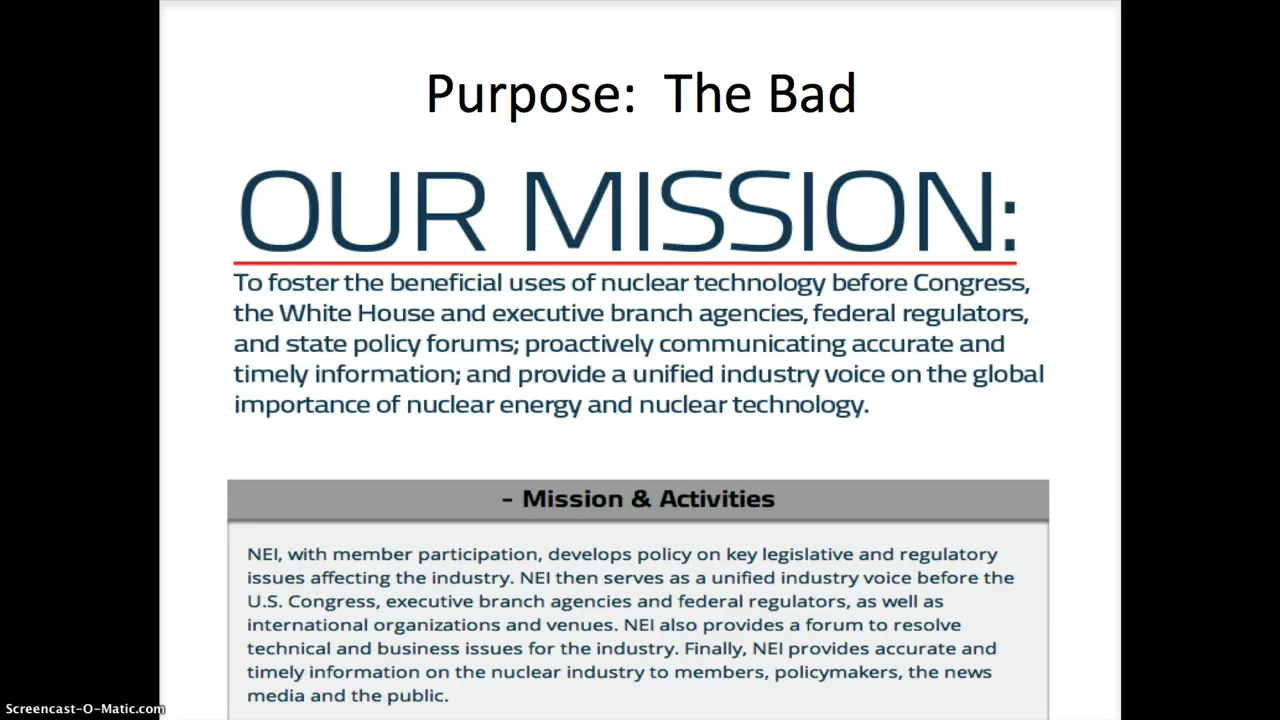 Purpose: The Bad
OUR MISSION:
To foster the beneficial uses of nuclear technology before Congress,
the White House and executive branch agencies, federal regulators,
and state policy forums; proactively communicating accurate and
timely information; and provide a unified industry voice on the global
importance of nuclear energy and nuclear technology.
- Mission & Activities
NEI, with member participation, develops policy on key legislative and regulatory
issues affecting the industry. NEI then serves as a unified industry voice before the
U.S. Congress, executive branch agencies and federal regulators, as well as
international organizations and venues. NEI also provides a forum to resolve
technical and business issues for the industry. Finally, NEI provides accurate and
timely information on the nuclear industry to members, policymakers, the news
media and the public.
Screencast-O-Matic.com